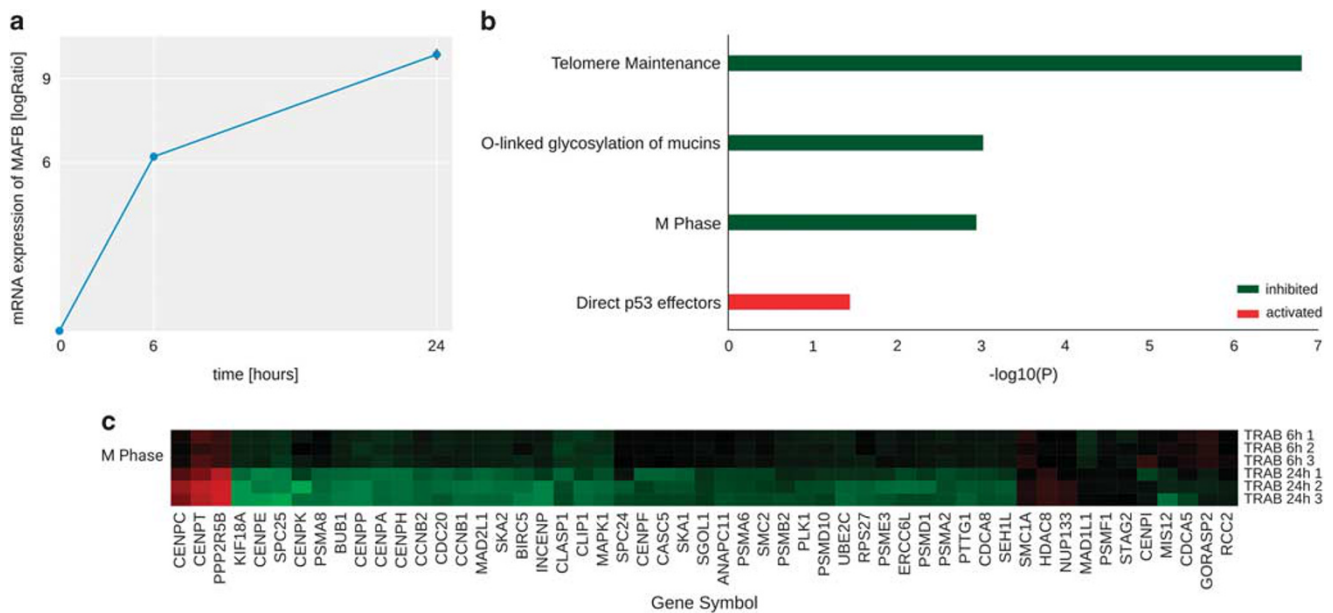 a
mRNA expression of MAFB [logRatio]
9
6
0
6
24
time [hours]
b
Telomere Maintenance
O-linked glycosylation of mucins
M Phase
Direct p53 effectors
inhibited
activated
0 1 2 3 4 5 6 7
-log10(P)
c
M Phase
TRAB 6h 1
TRAB 6h 2
TRAB 6h 3
TRAB 24h 1
TRAB 24h 2
TRAB 24h 3
CENPC
CENPT
PPP2R5B
KIF18A
CENPE
SPC25
CENPK
PSMA8
BUB1
CENPP
CENPA
CENPH
CCNB2
CDC20
CCNB1
MAD2L1
SKA2
BIRC5
INCENP
CLASP1
CLIP1
MAPK1
SPC24
CENPF
CASC5
SKA1
SGOL1
ANAPC11
PSMA6
SMC2
PSMB2
PLK1
PSMD10
UBE2C
RPS27
PSME3
ERCC6L
PSMD1
PSMA2
PTTG1
CDCA8
SEH1L
SMC1A
HDAC8
NUP133
MAD1L1
PSMF1
STAG2
CENPI
MIS12
CDCA5
GORASP2
RCC2
Gene Symbol